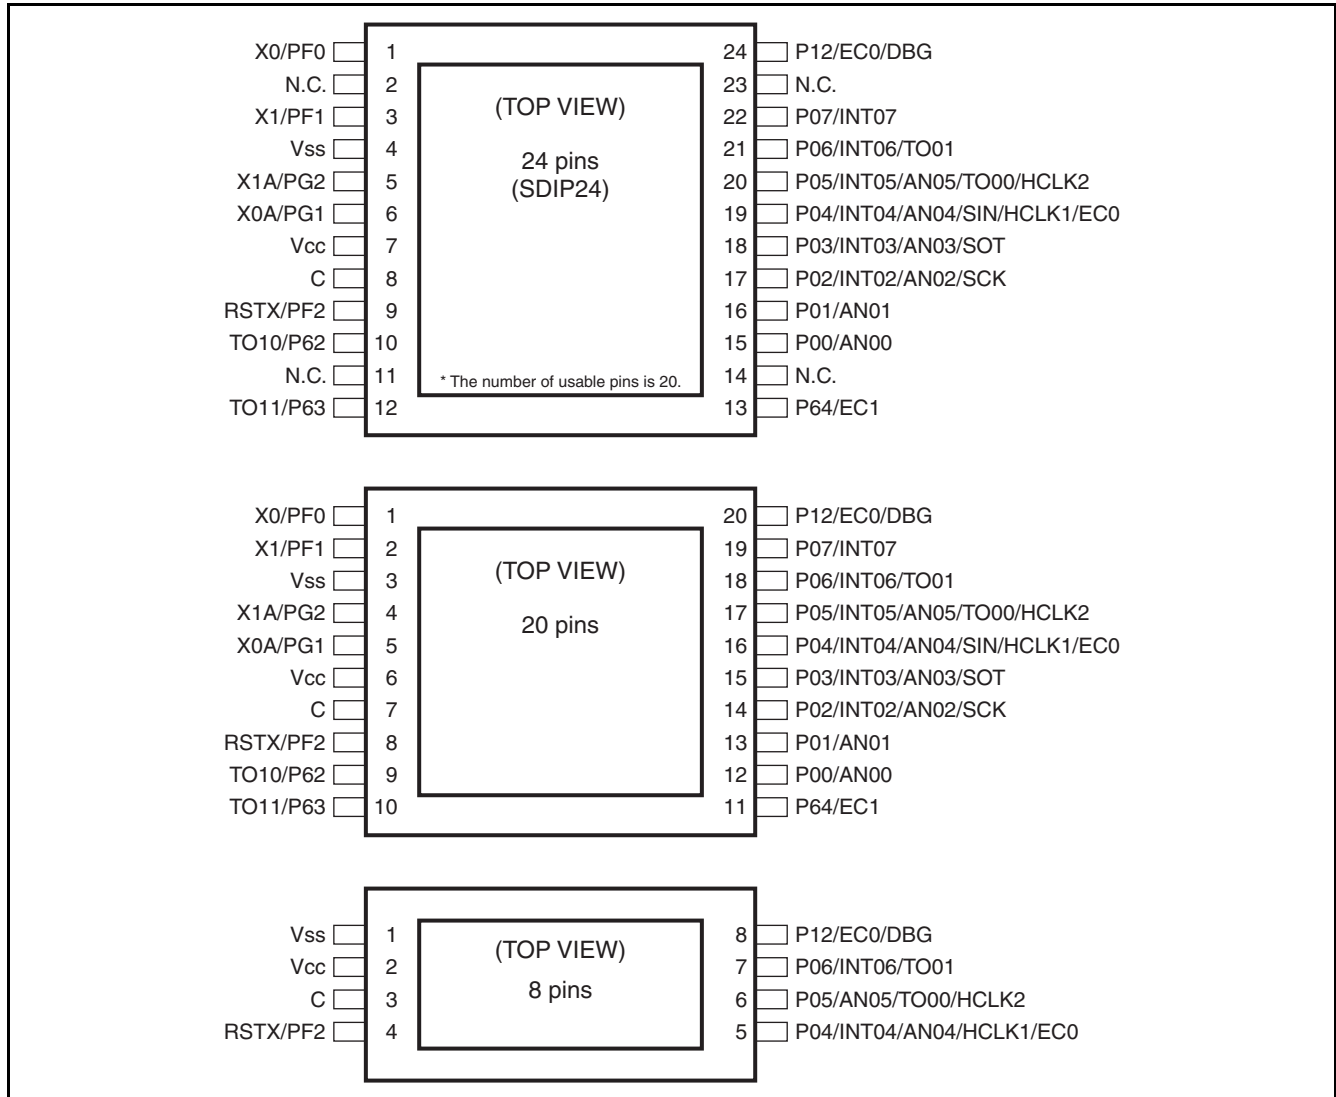 X0/PF0 1 24 P12/EC0/DBG
N.C. 2 23 N.C.
X1/PF1 3 (TOP VIEW) 22 P07/INT07
Vss 4 24 pins 21 P06/INT06/TO01
X1A/PG2 5 (SDIP24) 20 P05/INT05/AN05/TO00/HCLK2
X0A/PG1 6 19 P04/INT04/AN04/SIN/HCLK1/EC0
Vcc 7 18 P03/INT03/AN03/SOT
C 8 17 P02/INT02/AN02/SCK
RSTX/PF2 9 16 P01/AN01
TO10/P62 10 15 P00/AN00
N.C. 11 * The number of usable pins is 20. 14 N.C.
TO11/P63 12 13 P64/EC1
X0/PF0 1 20 P12/EC0/DBG
X1/PF1 2 19 P07/INT07
Vss 3 (TOP VIEW) 18 P06/INT06/TO01
X1A/PG2 4 20 pins 17 P05/INT05/AN05/TO00/HCLK2
X0A/PG1 5 16 P04/INT04/AN04/SIN/HCLK1/EC0
Vcc 6 15 P03/INT03/AN03/SOT
C 7 14 P02/INT02/AN02/SCK
RSTX/PF2 8 13 P01/AN01
TO10/P62 9 12 P00/AN00
TO11/P63 10 11 P64/EC1
Vss 1 (TOP VIEW) 8 P12/EC0/DBG
Vcc 2 8 pins 7 P06/INT06/TO01
C 3 6 P05/AN05/TO00/HCLK2
RSTX/PF2 4 5 P04/INT04/AN04/HCLK1/EC0